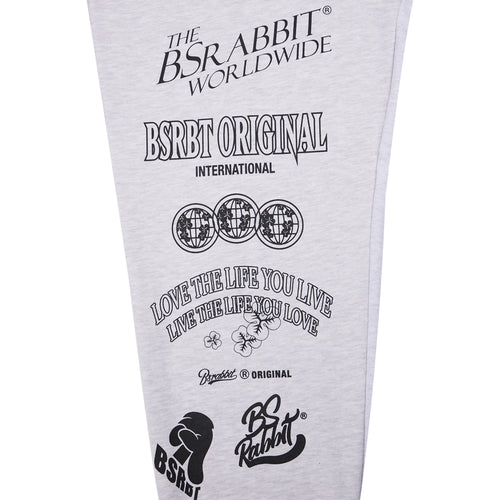 THE
BSRABBIT®
WORLDWIDE
BSRBT ORIGINAL
INTERNATIONAL
LOVE THE LIFE YOU LIVE
LIVE THE LIFE YOU LOVE
Bsrabbit ® ORIGINAL
BS
Rabbit®
BSRBT